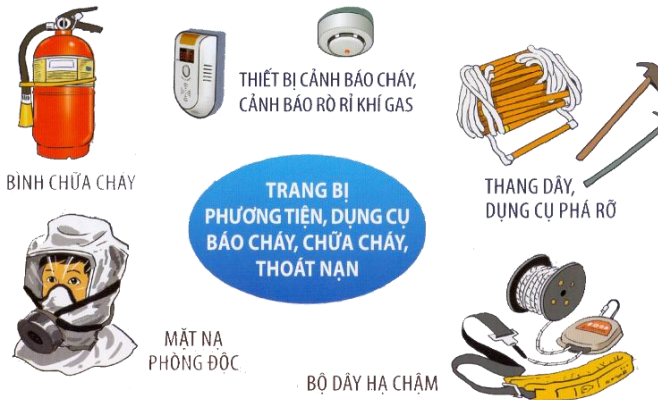 THIẾT BỊ CẢNH BÁO CHÁY,
CẢNH BÁO RÒ RỈ KHÍ GAS
BÌNH CHỮA CHÁY
THANG DÂY,
DỤNG CỤ PHÁ RỠ
TRANG BỊ
PHƯƠNG TIỆN, DỤNG CỤ
BÁO CHÁY, CHỮA CHÁY,
THOÁT NẠN
MẶT NẠ
PHÒNG ĐỘC
BỘ DÂY HẠ CHẬM